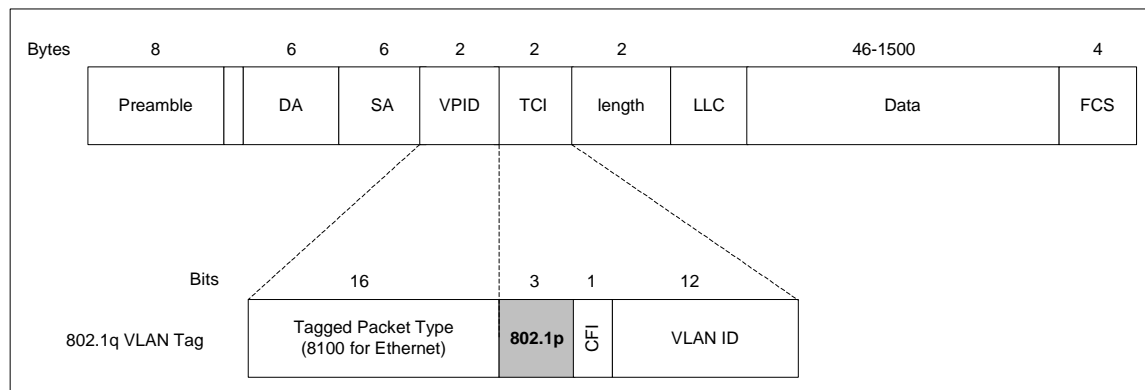 Bytes 8 6 6 2 2 2 46-1500 4
Preamble DA SA VPID TCI length LLC Data FCS
Bits 16 3 1 12
802.1q VLAN Tag
Tagged Packet Type
(8100 for Ethernet)
802.1p
CFI
VLAN ID